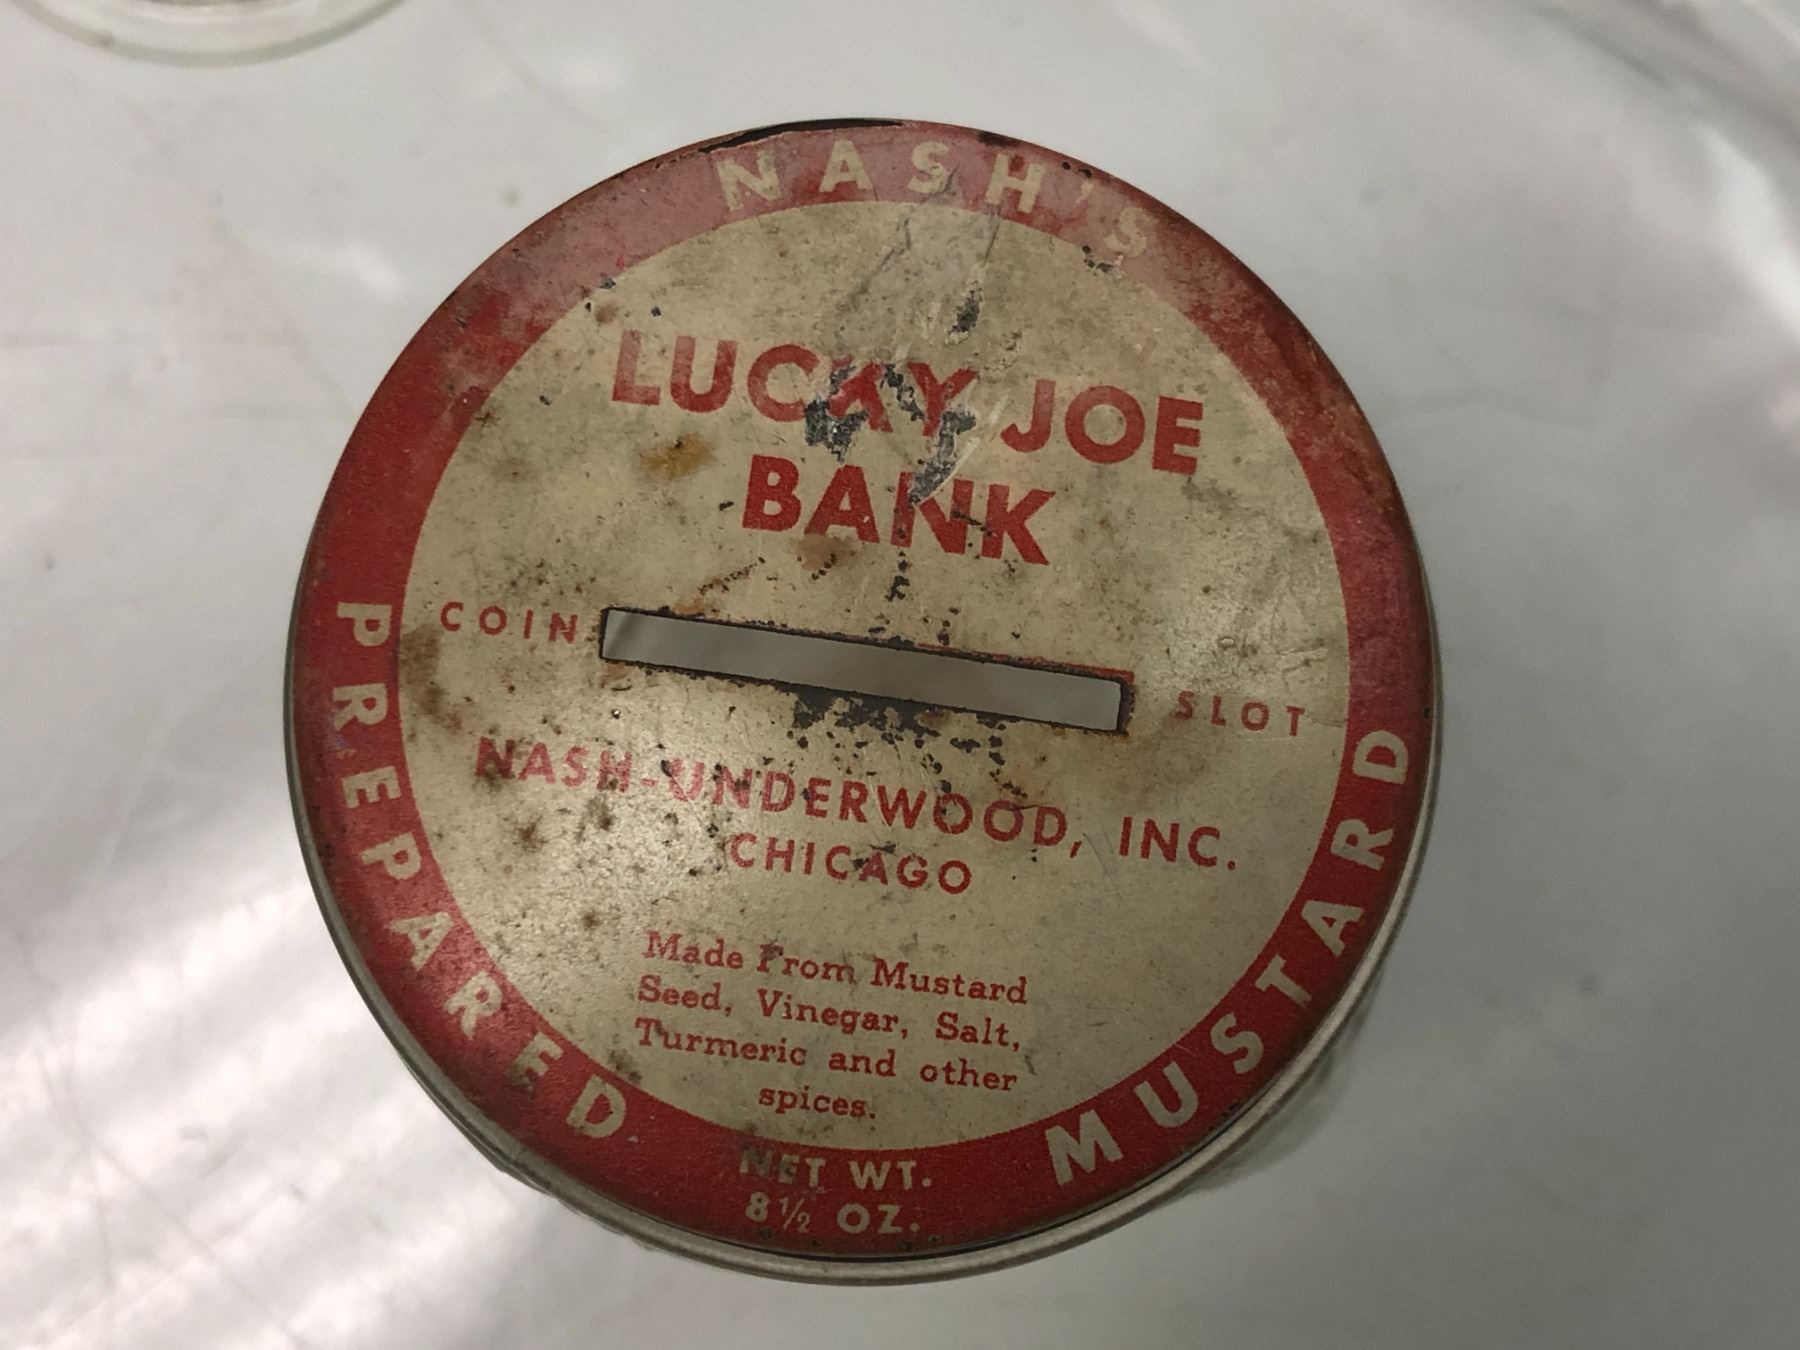 NASH'S
LUCKY JOE
BANK
COIN SLOT
NASH-UNDERWOOD, INC.
CHICAGO
Made From Mustard
Seed, Vinegar, Salt,
Turmeric and other
spices.
PREPARED MUSTARD
NET WT.
8½ OZ.